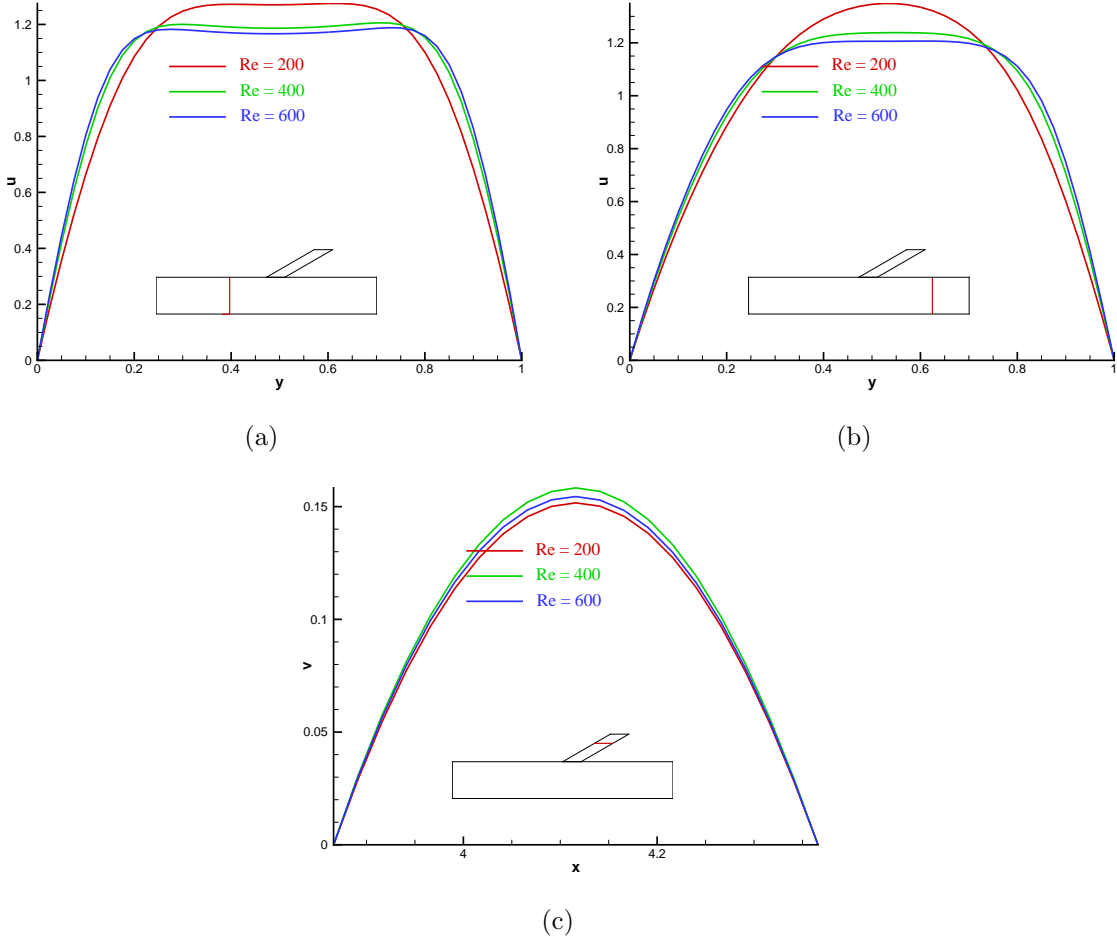 1.2
1
0.8
0.6
0.4
0.2
0
u
Re = 200
Re = 400
Re = 600
0 0.2 0.4 0.6 0.8 1
y
(a)
1.2
1
0.8
0.6
0.4
0.2
0
u
Re = 200
Re = 400
Re = 600
0 0.2 0.4 0.6 0.8 1
y
(b)
0.15
0.1
0.05
0
v
Re = 200
Re = 400
Re = 600
4 4.2
x
(c)